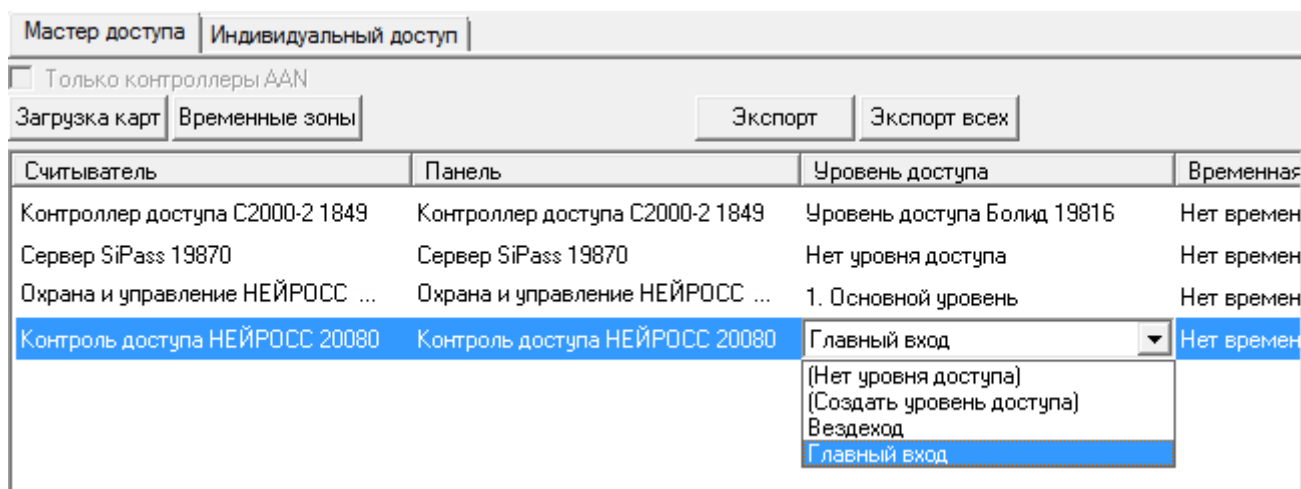 Мастер доступа Индивидуальный доступ
Только контроллеры AAN
Загрузка карт Временные зоны Экспорт Экспорт всех
Считыватель Панель Уровень доступа Временная
Контроллер доступа С2000-2 1849 Контроллер доступа С2000-2 1849 Уровень доступа Болид 19816 Нет времен
Сервер SiPass 19870 Сервер SiPass 19870 Нет уровня доступа Нет времен
Охрана и управление НЕЙРОСС ... Охрана и управление НЕЙРОСС ... 1. Основной уровень Нет времен
Контроль доступа НЕЙРОСС 20080 Контроль доступа НЕЙРОСС 20080 Главный вход Нет времен
(Нет уровня доступа)
(Создать уровень доступа)
Вездеход
Главный вход